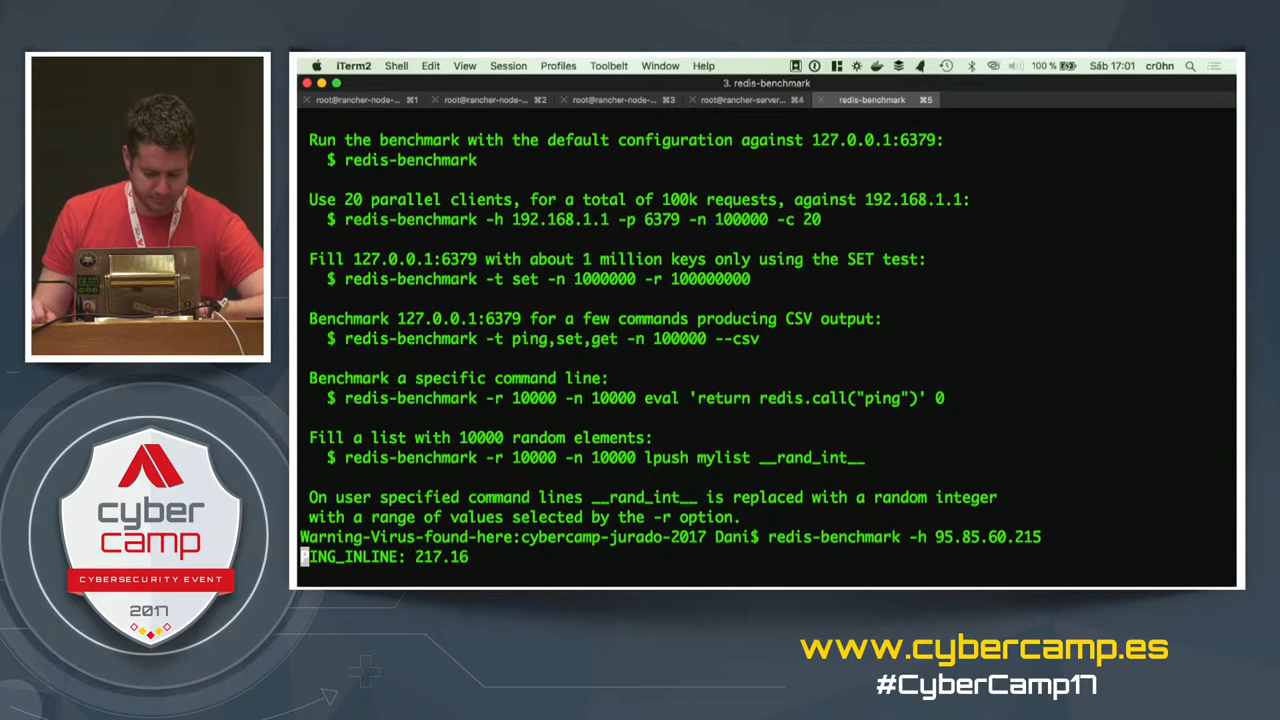 iTerm2 Shell Edit View Session Profiles Toolbelt Window Help 100 % Sáb 17:01 cr0hn
3. redis-benchmark
root@rancher-node-... ⌘1 root@rancher-node-... ⌘2 root@rancher-node-... ⌘3 root@rancher-server... ⌘4 redis-benchmark ⌘5
Run the benchmark with the default configuration against 127.0.0.1:6379:
$ redis-benchmark
Use 20 parallel clients, for a total of 100k requests, against 192.168.1.1:
$ redis-benchmark -h 192.168.1.1 -p 6379 -n 100000 -c 20
Fill 127.0.0.1:6379 with about 1 million keys only using the SET test:
$ redis-benchmark -t set -n 1000000 -r 100000000
Benchmark 127.0.0.1:6379 for a few commands producing CSV output:
$ redis-benchmark -t ping,set,get -n 100000 --csv
Benchmark a specific command line:
$ redis-benchmark -r 10000 -n 10000 eval 'return redis.call("ping")' 0
Fill a list with 10000 random elements:
$ redis-benchmark -r 10000 -n 10000 lpush mylist __rand_int__
On user specified command lines __rand_int__ is replaced with a random integer
with a range of values selected by the -r option.
Warning-Virus-found-here:cybercamp-jurado-2017 Dani$ redis-benchmark -h 95.85.60.215
PING_INLINE: 217.16
cyber
camp
CYBERSECURITY EVENT
2017
www.cybercamp.es
#CyberCamp17